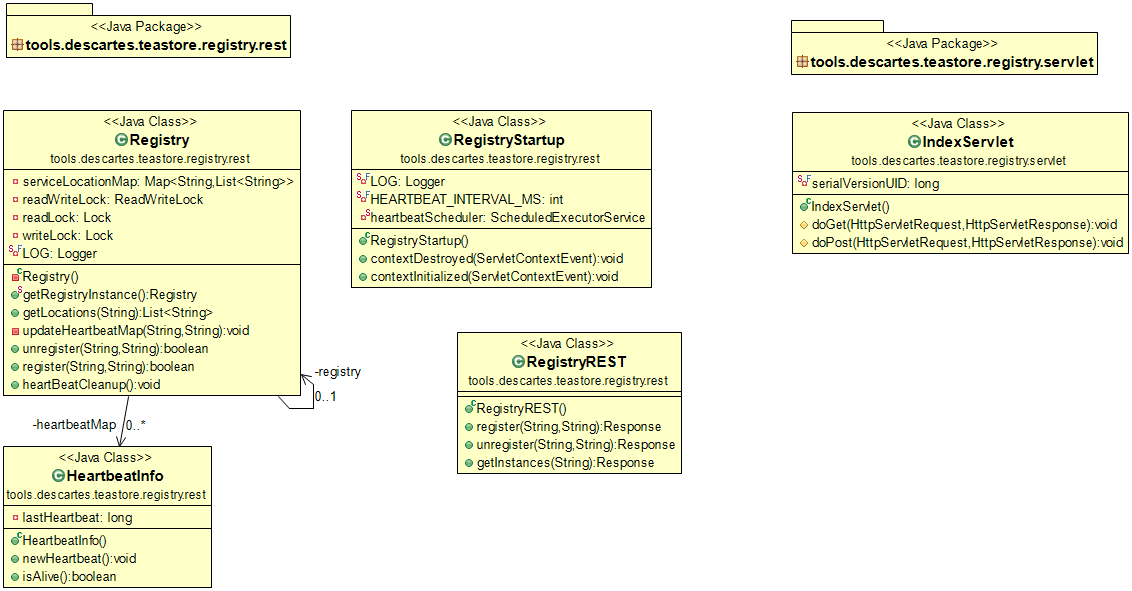 <<Java Package>>
tools.descartes.teastore.registry.rest
<<Java Package>>
tools.descartes.teastore.registry.servlet
<<Java Class>>
Registry
tools.descartes.teastore.registry.rest
serviceLocationMap: Map<String,List<String>>
readWriteLock: ReadWriteLock
readLock: Lock
writeLock: Lock
LOG: Logger
Registry()
getRegistryInstance():Registry
getLocations(String):List<String>
updateHeartbeatMap(String,String):void
unregister(String,String):boolean
register(String,String):boolean
heartBeatCleanup():void
-registry
0..1
-heartbeatMap
0..*
<<Java Class>>
HeartbeatInfo
tools.descartes.teastore.registry.rest
lastHeartbeat: long
HeartbeatInfo()
newHeartbeat():void
isAlive():boolean
<<Java Class>>
RegistryStartup
tools.descartes.teastore.registry.rest
LOG: Logger
HEARTBEAT_INTERVAL_MS: int
heartbeatScheduler: ScheduledExecutorService
RegistryStartup()
contextDestroyed(ServletContextEvent):void
contextInitialized(ServletContextEvent):void
<<Java Class>>
RegistryREST
tools.descartes.teastore.registry.rest
RegistryREST()
register(String,String):Response
unregister(String,String):Response
getInstances(String):Response
<<Java Class>>
IndexServlet
tools.descartes.teastore.registry.servlet
serialVersionUID: long
IndexServlet()
doGet(HttpServletRequest,HttpServletResponse):void
doPost(HttpServletRequest,HttpServletResponse):void